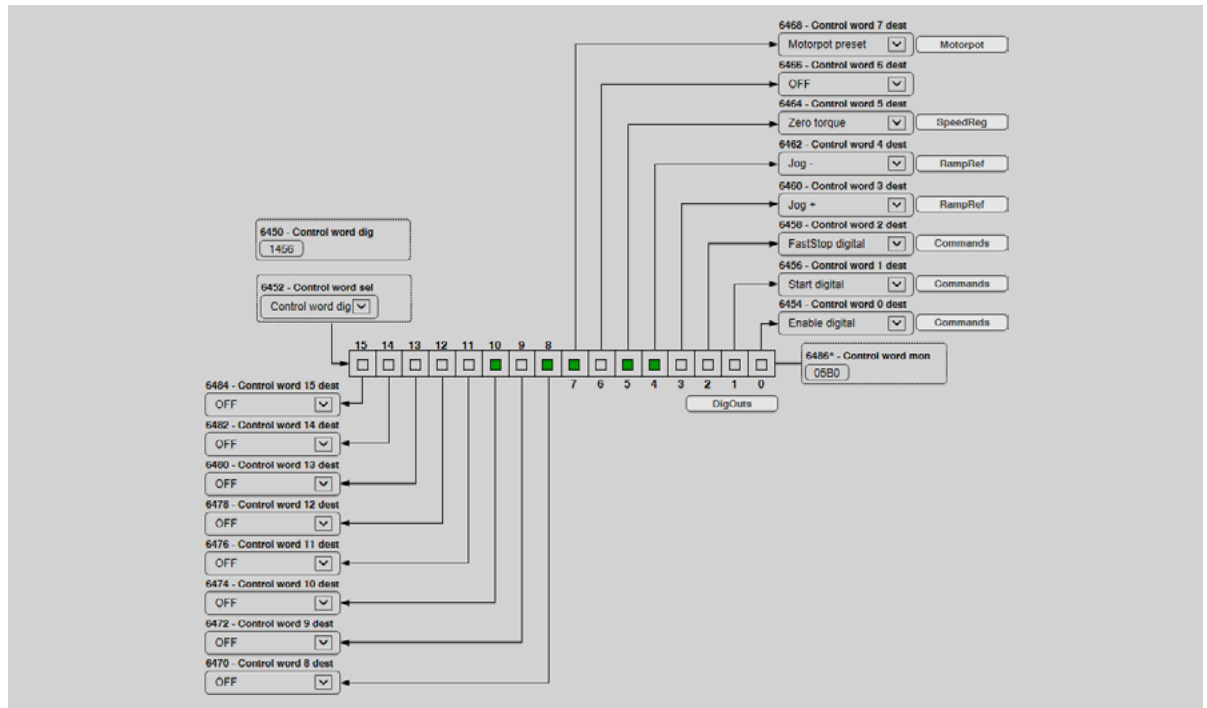 6468 - Control word 7 dest
Motorpot preset Motorpot
6466 - Control word 6 dest
OFF
6464 - Control word 5 dest
Zero torque SpeedReg
6462 - Control word 4 dest
Jog - RampRef
6460 - Control word 3 dest
Jog + RampRef
6458 - Control word 2 dest
FastStop digital Commands
6456 - Control word 1 dest
Start digital Commands
6454 - Control word 0 dest
Enable digital Commands
6450 - Control word dig
1456
6452 - Control word sel
Control word dig
15 14 13 12 11 10 9 8
7 6 5 4 3 2 1 0
6486* - Control word mon
05B0
DigOuts
6484 - Control word 15 dest
OFF
6482 - Control word 14 dest
OFF
6480 - Control word 13 dest
OFF
6478 - Control word 12 dest
OFF
6476 - Control word 11 dest
OFF
6474 - Control word 10 dest
OFF
6472 - Control word 9 dest
OFF
6470 - Control word 8 dest
OFF